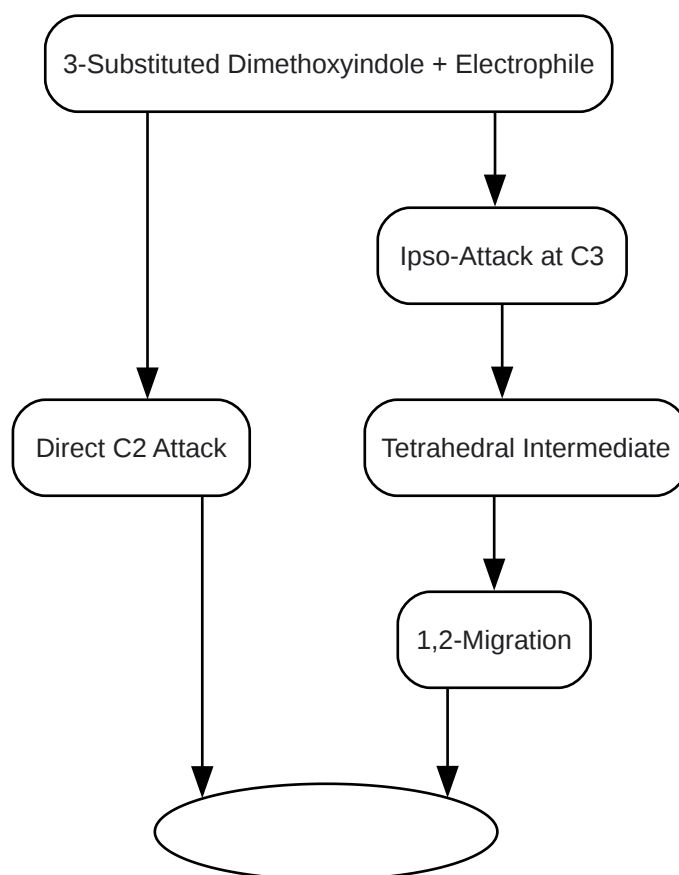 3-Substituted Dimethoxyindole + Electrophile
Ipso-Attack at C3
Direct C2 Attack
Tetrahedral Intermediate
1,2-Migration